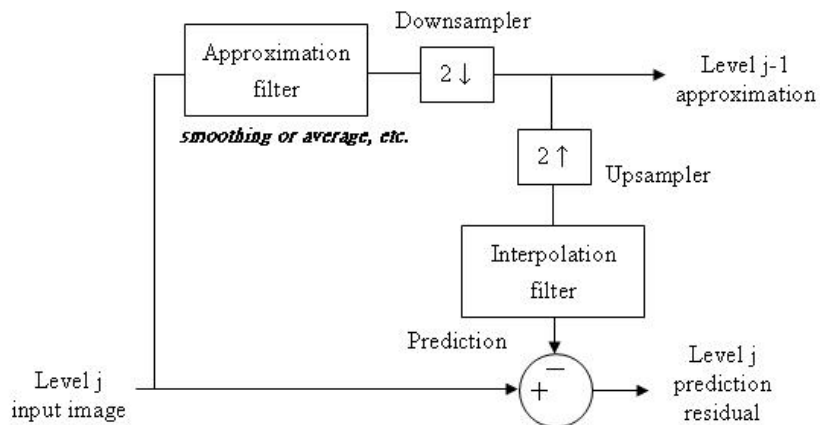 Downsampler
Approximation
filter
2↓
Level j-1
approximation
smoothing or average, etc.
2↑
Upsampler
Interpolation
filter
Prediction
Level j
input image
+
−
Level j
prediction
residual